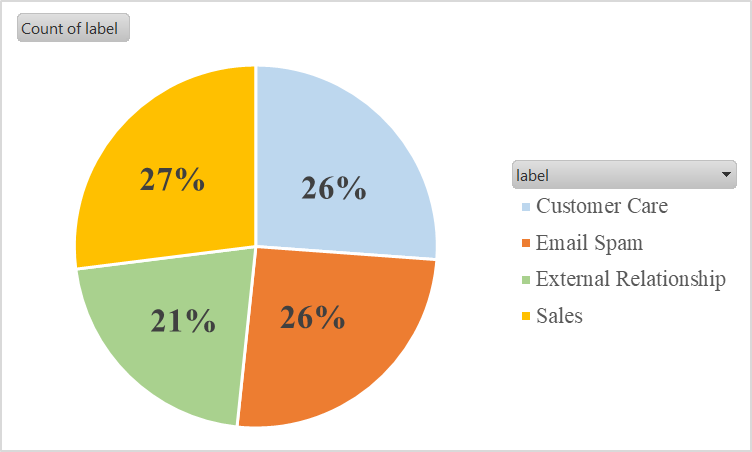 Count of label
27%
26%
21%
26%
label
Customer Care
Email Spam
External Relationship
Sales